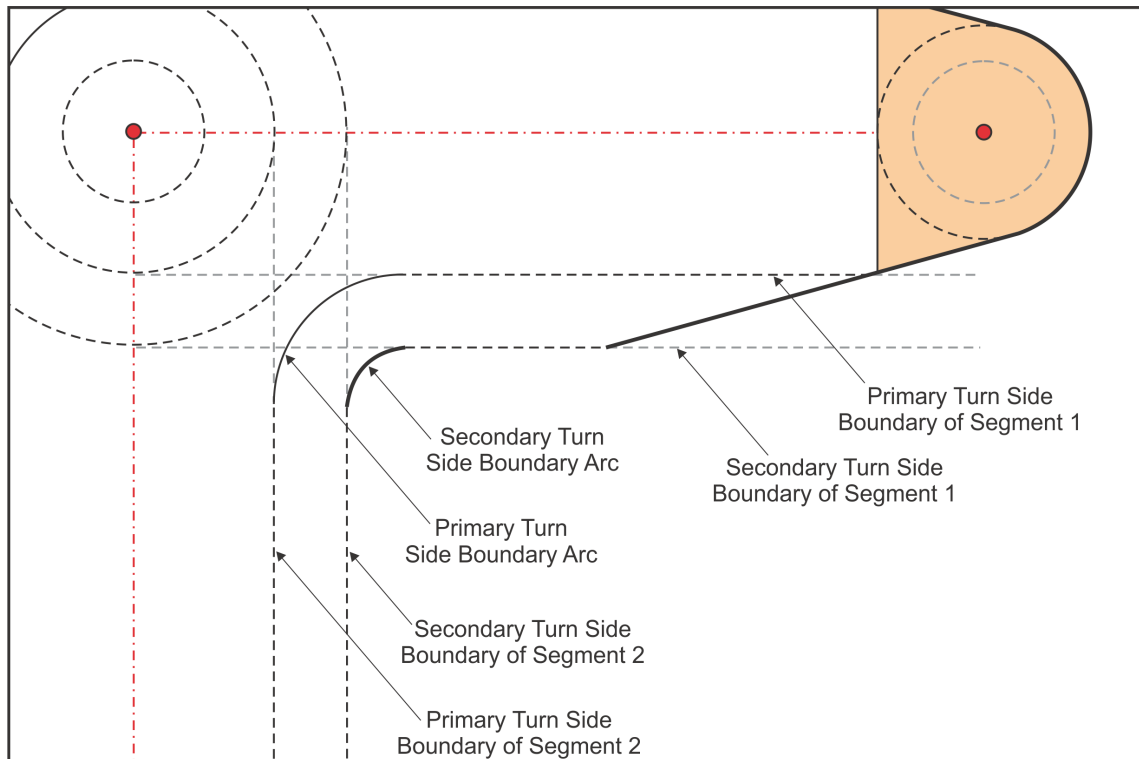 Primary Turn Side
Boundary of Segment 1
Secondary Turn
Side Boundary Arc
Secondary Turn Side
Boundary of Segment 1
Primary Turn
Side Boundary Arc
Secondary Turn Side
Boundary of Segment 2
Primary Turn Side
Boundary of Segment 2